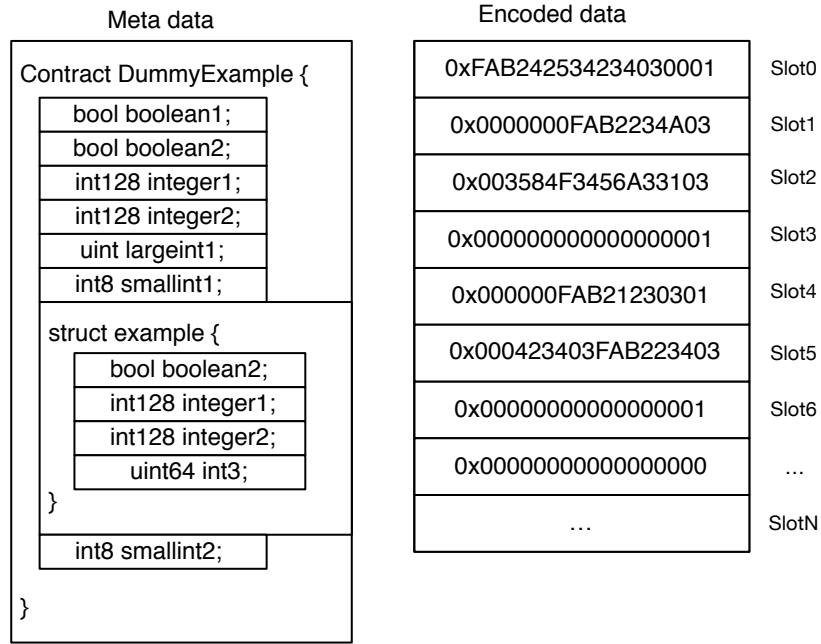 Meta data
Contract DummyExample {
bool boolean1;
bool boolean2;
int128 integer1;
int128 integer2;
uint largeint1;
int8 smallint1;
struct example {
bool boolean2;
int128 integer1;
int128 integer2;
uint64 int3;
}
int8 smallint2;
}
Encoded data
0xFAB242534234030001 Slot0
0x0000000FAB2234A03 Slot1
0x003584F3456A33103 Slot2
0x000000000000000001 Slot3
0x000000FAB21230301 Slot4
0x000423403FAB223403 Slot5
0x00000000000000001 Slot6
0x00000000000000000 ...
... SlotN